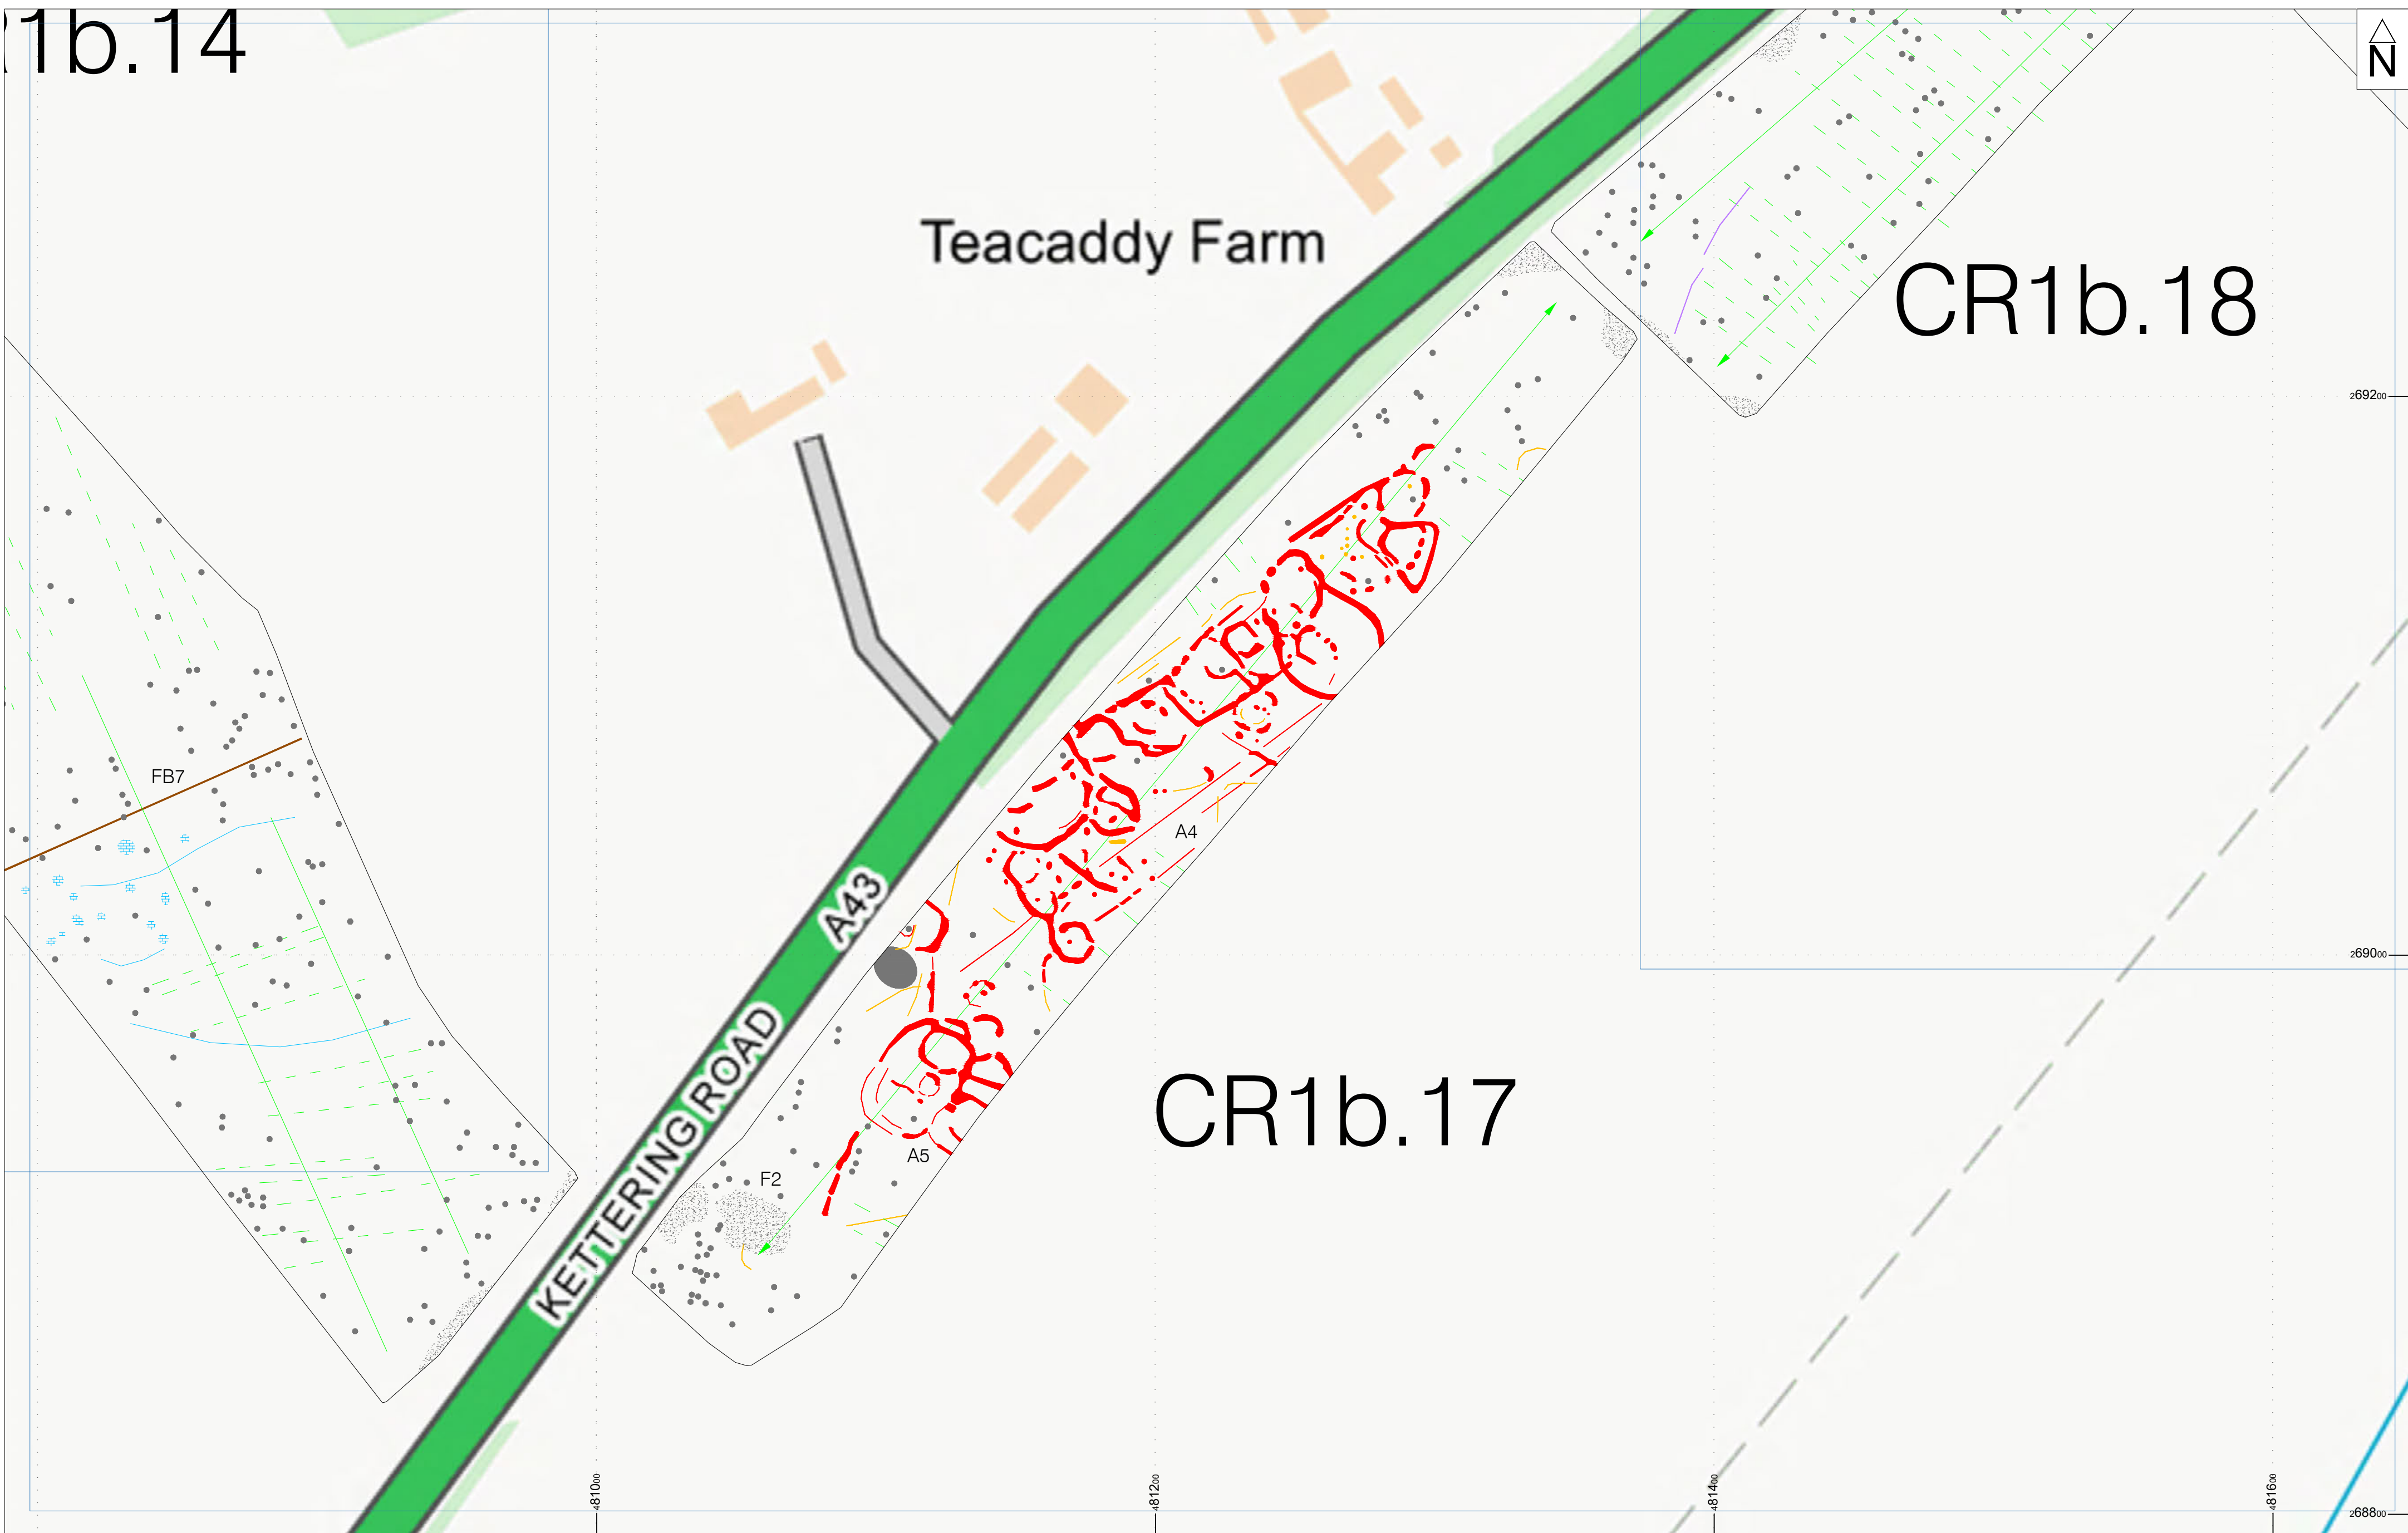 1b.14
N
Teacaddy Farm
CR1b.18
269200
FB7
A4
A43
269000
KETTERING ROAD
CR1b.17
A5
F2
481000
481200
481400
481600
268800